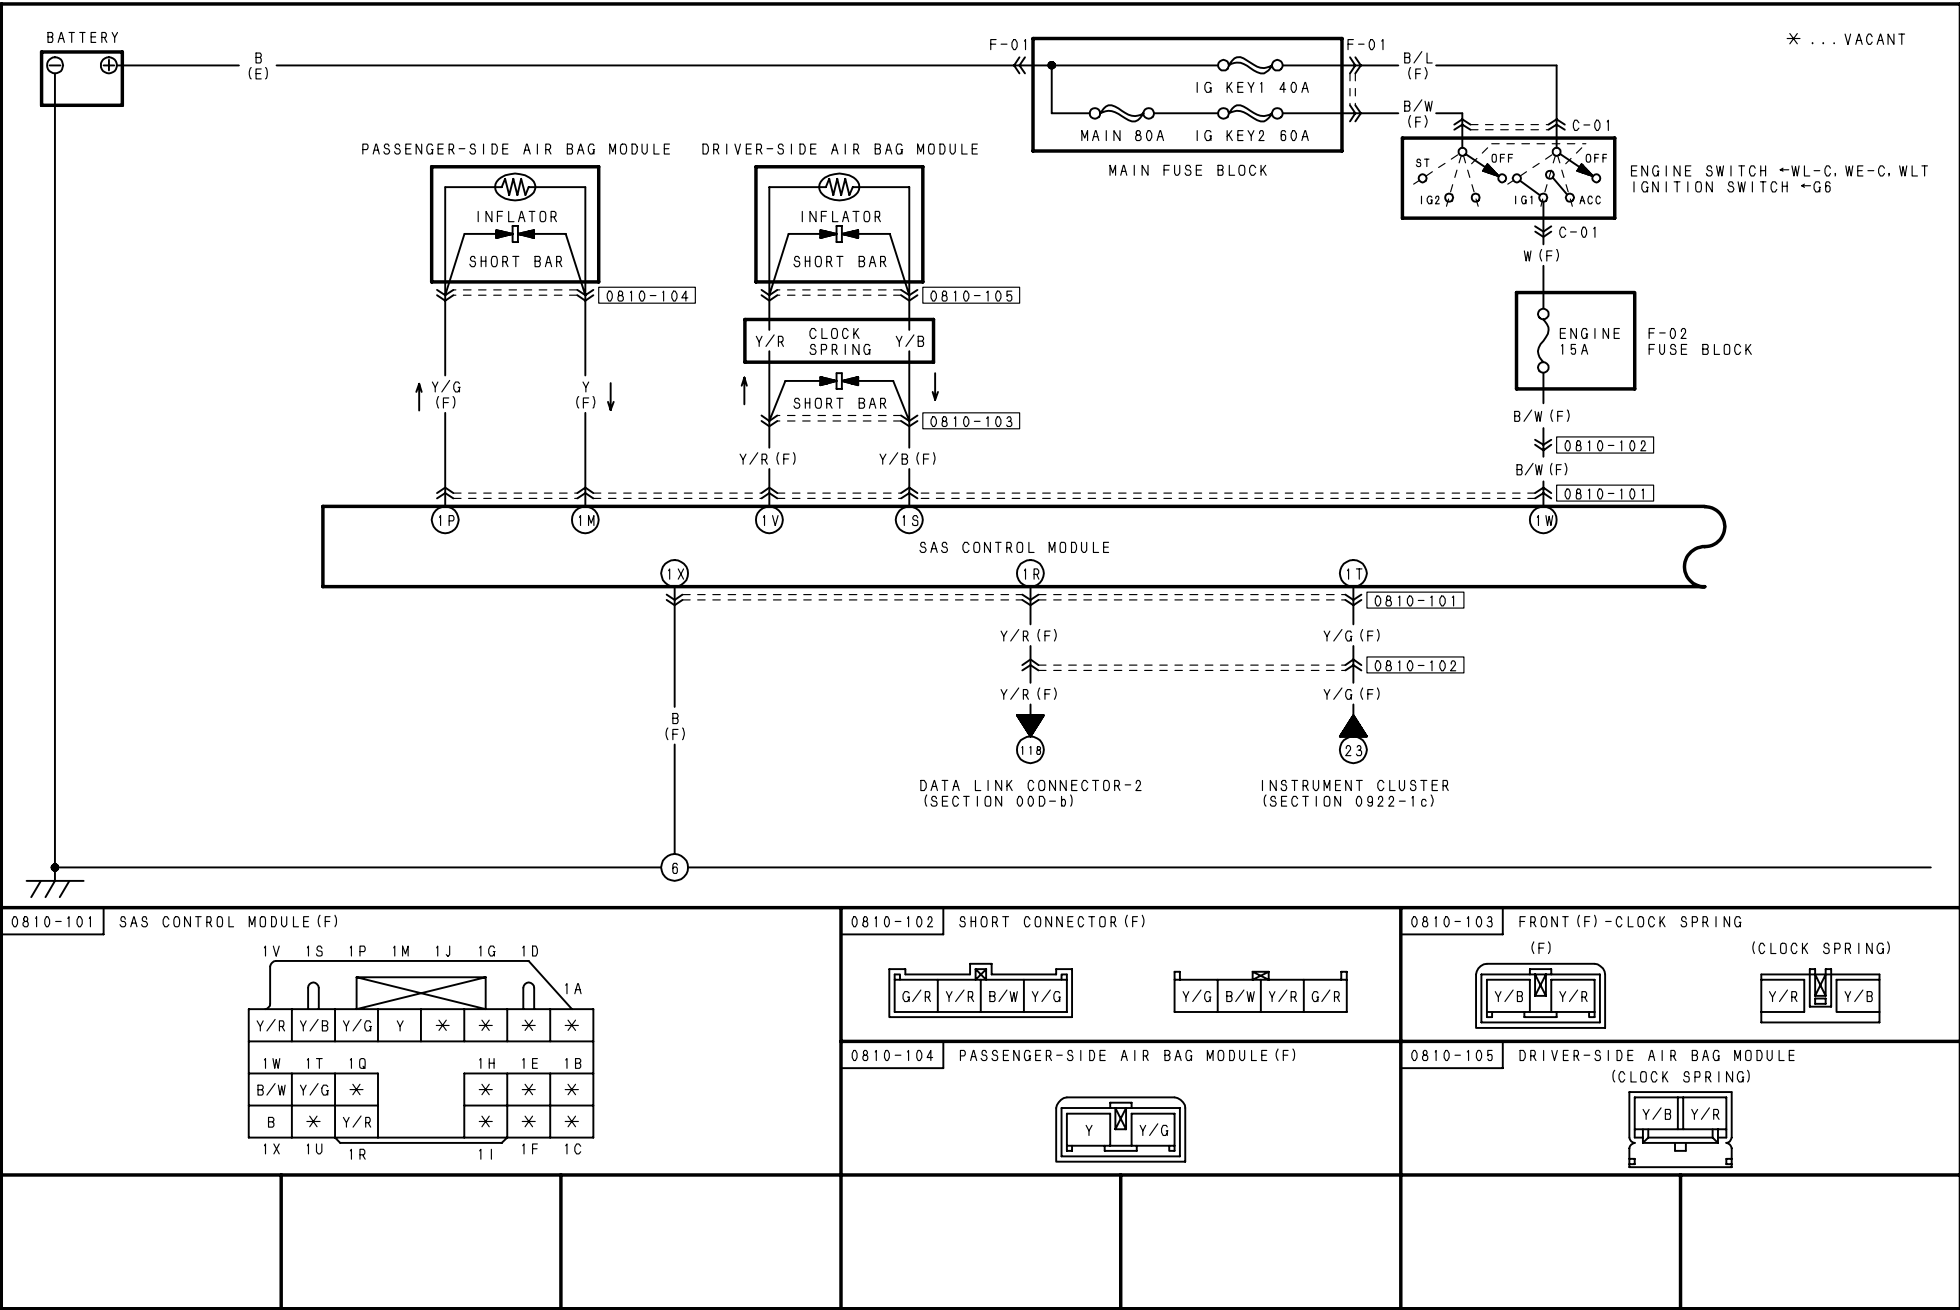 BATTERY
B
(E)
F-01
IG KEY1 40A
MAIN 80A
IG KEY2 60A
MAIN FUSE BLOCK
F-01
B/L
(F)
B/W
(F)
✳ ... VACANT
C-01
ST
OFF
OFF
IG2
IG1
ACC
ENGINE SWITCH ←WL-C, WE-C, WLT
IGNITION SWITCH ←G6
C-01
W (F)
PASSENGER-SIDE AIR BAG MODULE
INFLATOR
SHORT BAR
0810-104
DRIVER-SIDE AIR BAG MODULE
INFLATOR
SHORT BAR
0810-105
Y/R
CLOCK
SPRING
Y/B
SHORT BAR
0810-103
Y/G
(F)
Y
(F)
Y/R (F)
Y/B (F)
ENGINE
15A
F-02
FUSE BLOCK
B/W (F)
0810-102
B/W (F)
0810-101
1P
1M
1V
1S
1W
SAS CONTROL MODULE
1X
1R
1T
0810-101
Y/R (F)
Y/G (F)
0810-102
Y/R (F)
Y/G (F)
B
(F)
118
23
DATA LINK CONNECTOR-2
(SECTION 00D-b)
INSTRUMENT CLUSTER
(SECTION 0922-1c)
6
0810-101 SAS CONTROL MODULE (F)
1V 1S 1P 1M 1J 1G 1D
1A
Y/R Y/B Y/G Y ✳ ✳ ✳ ✳
1W 1T 1Q 1H 1E 1B
B/W Y/G ✳ ✳ ✳ ✳
B ✳ Y/R ✳ ✳ ✳
1X 1U 1R 1I 1F 1C
0810-102 SHORT CONNECTOR (F)
G/R Y/R B/W Y/G
Y/G B/W Y/R G/R
0810-103 FRONT (F) -CLOCK SPRING
(F)
(CLOCK SPRING)
Y/B Y/R
Y/R Y/B
0810-104 PASSENGER-SIDE AIR BAG MODULE (F)
Y Y/G
0810-105 DRIVER-SIDE AIR BAG MODULE
(CLOCK SPRING)
Y/B Y/R